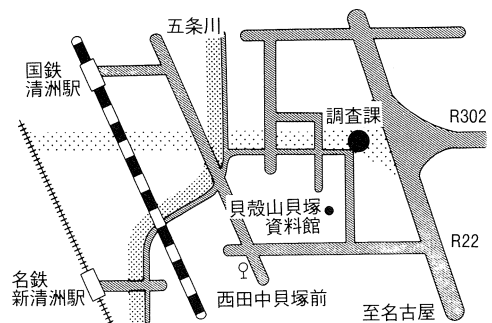 五条川
国鉄
清洲駅
調査課
R302
貝殻山貝塚
資料館
R22
名鉄
新清洲駅
西田中貝塚前
至名古屋